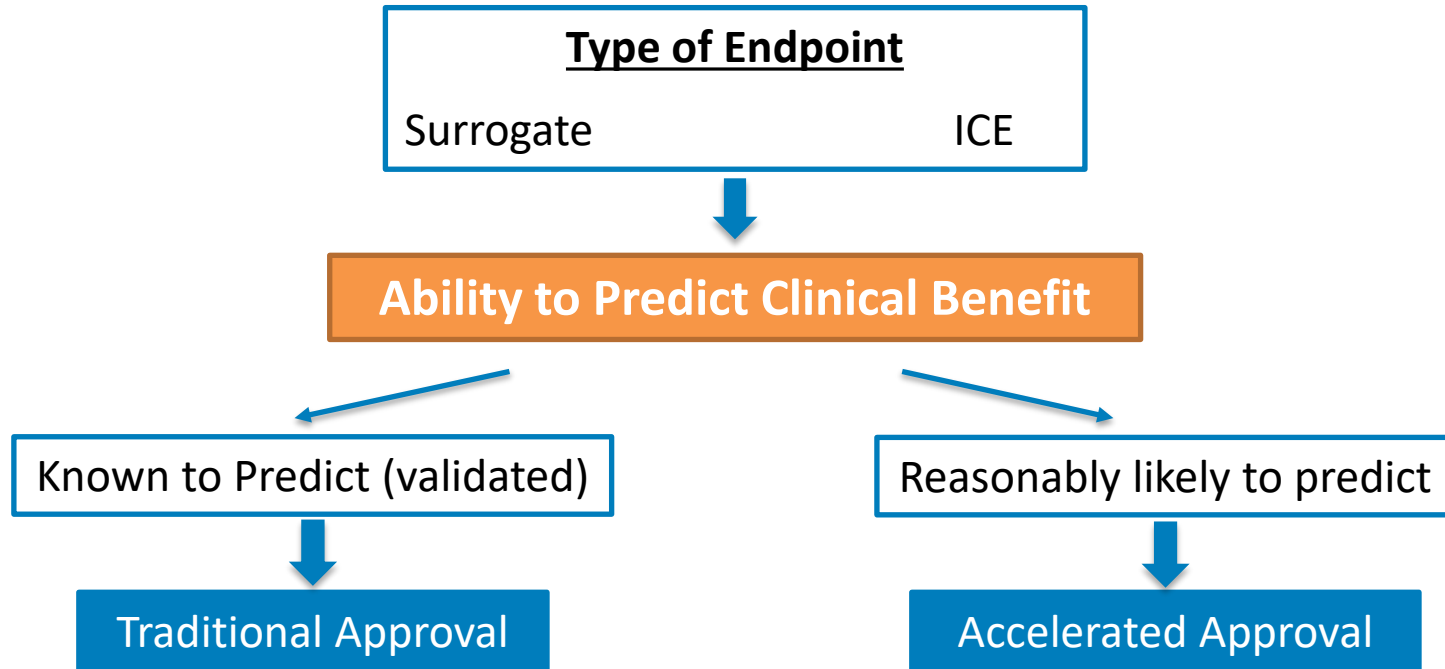 Type of Endpoint
Surrogate ICE
Ability to Predict Clinical Benefit
Known to Predict (validated)
Reasonably likely to predict
Traditional Approval
Accelerated Approval